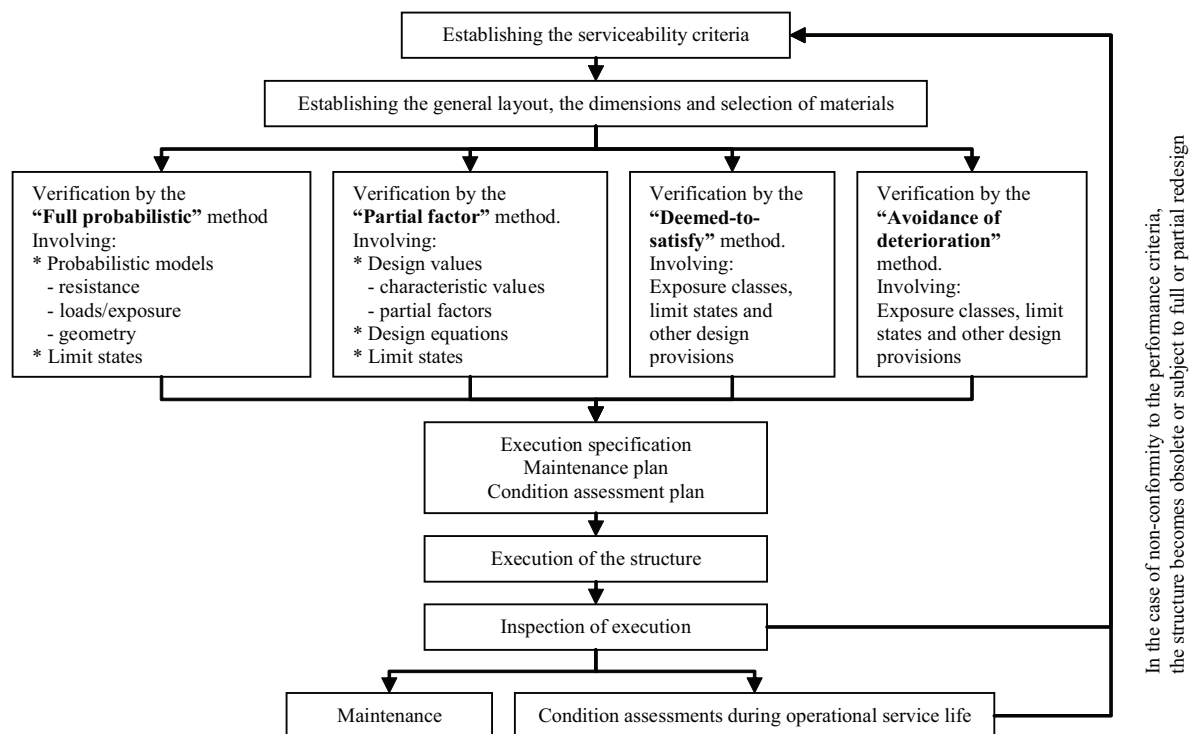 Establishing the serviceability criteria
Establishing the general layout, the dimensions and selection of materials
Verification by the
“Full probabilistic” method
Involving:
* Probabilistic models
- resistance
- loads/exposure
- geometry
* Limit states
Verification by the
“Partial factor” method.
Involving:
* Design values
- characteristic values
- partial factors
* Design equations
* Limit states
Verification by the
“Deemed-to-
satisfy” method.
Involving:
Exposure classes,
limit states and
other design
provisions
Verification by the
“Avoidance of
deterioration”
method.
Involving:
Exposure classes, limit
states and other design
provisions
Execution specification
Maintenance plan
Condition assessment plan
Execution of the structure
Inspection of execution
Maintenance
Condition assessments during operational service life
In the case of non-conformity to the performance criteria,
the structure becomes obsolete or subject to full or partial redesign